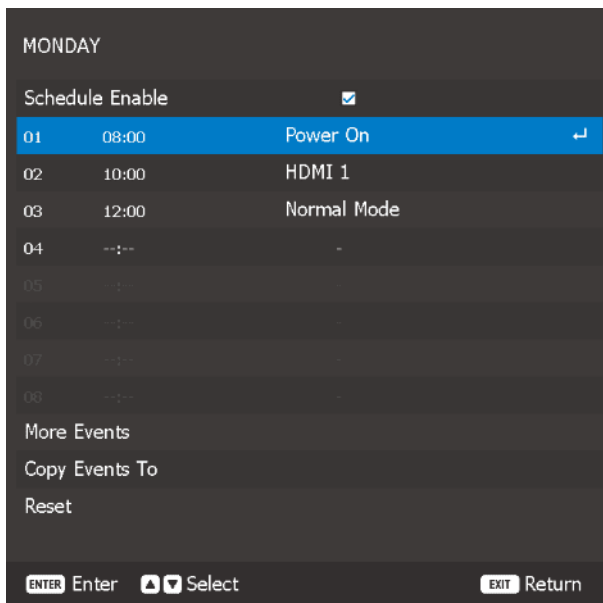 MONDAY
Schedule Enable
01 08:00 Power On
02 10:00 HDMI 1
03 12:00 Normal Mode
04 --:-- -
05 --:-- -
06 --:-- -
07 --:-- -
08 --:-- -
More Events
Copy Events To
Reset
ENTER Enter Select EXIT Return